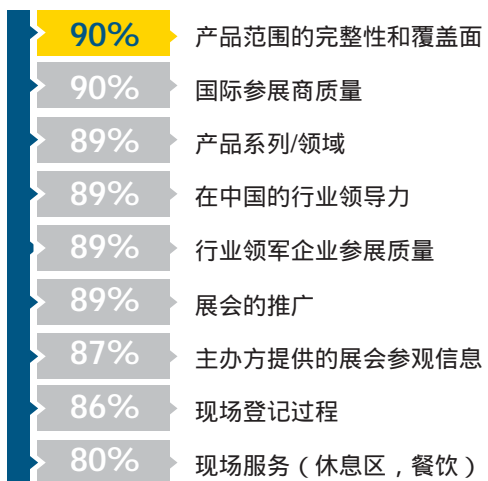 90% 产品范围的完整性和覆盖面
90% 国际参展商质量
89% 产品系列/领域
89% 在中国的行业领导力
89% 行业领军企业参展质量
89% 展会的推广
87% 主办方提供的展会参观信息
86% 现场登记过程
80% 现场服务（休息区，餐饮）